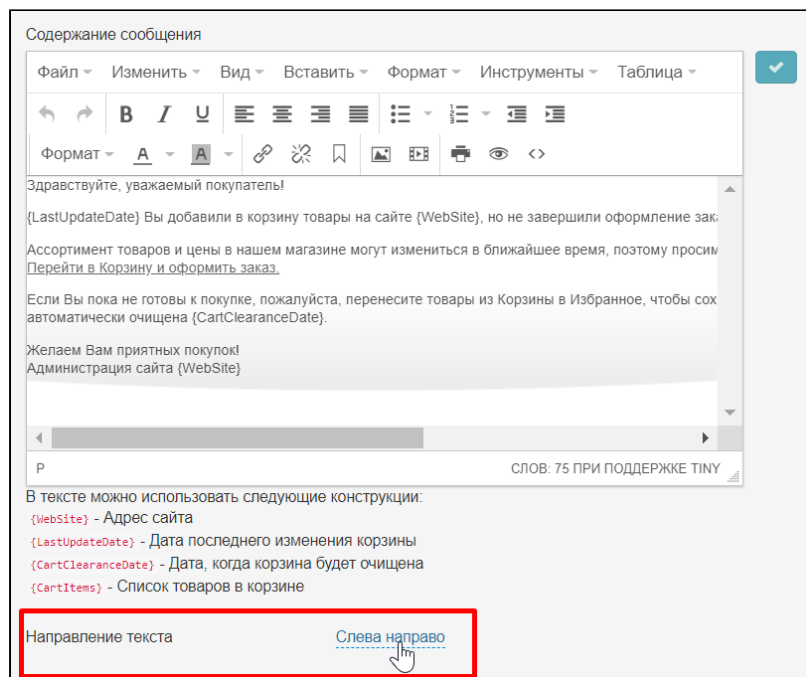 Содержание сообщения
Файл Изменить Вид Вставить Формат Инструменты Таблица
B I U
Формат A A
Здравствуйте, уважаемый покупатель!
{LastUpdateDate} Вы добавили в корзину товары на сайте {WebSite}, но не завершили оформление
Ассортимент товаров и цены в нашем магазине могут измениться в ближайшее время, поэтому просим
Перейти в Корзину и оформить заказ.
Если Вы пока не готовы к покупке, пожалуйста, перенесите товары из Корзины в Избранное, чтобы сох
автоматически очищена {CartClearanceDate}.
Желаем Вам приятных покупок!
Администрация сайта {WebSite}
P СЛОВ: 75 ПРИ ПОДДЕРЖКЕ TINY
В тексте можно использовать следующие конструкции:
{WebSite} - Адрес сайта
{LastUpdateDate} - Дата последнего изменения корзины
{CartClearanceDate} - Дата, когда корзина будет очищена
{CartItems} - Список товаров в корзине
Направление текста Слева направо